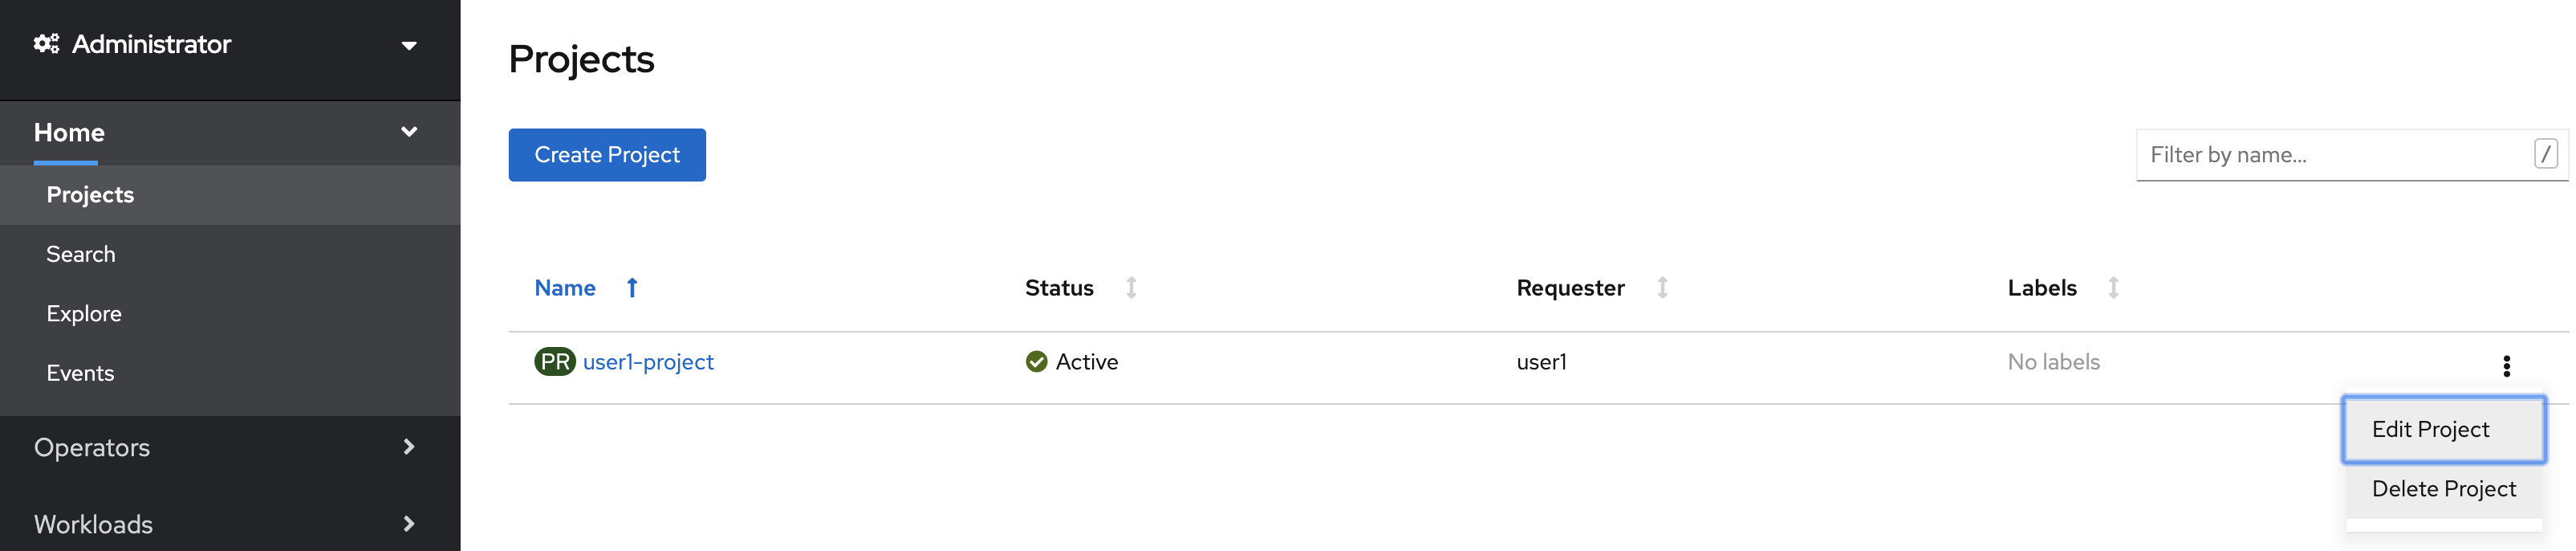 Administrator
Home
Projects
Search
Explore
Events
Operators
Workloads
Projects
Create Project
Filter by name...
/
Name Status Requester Labels
PR user1-project Active user1 No labels
Edit Project
Delete Project